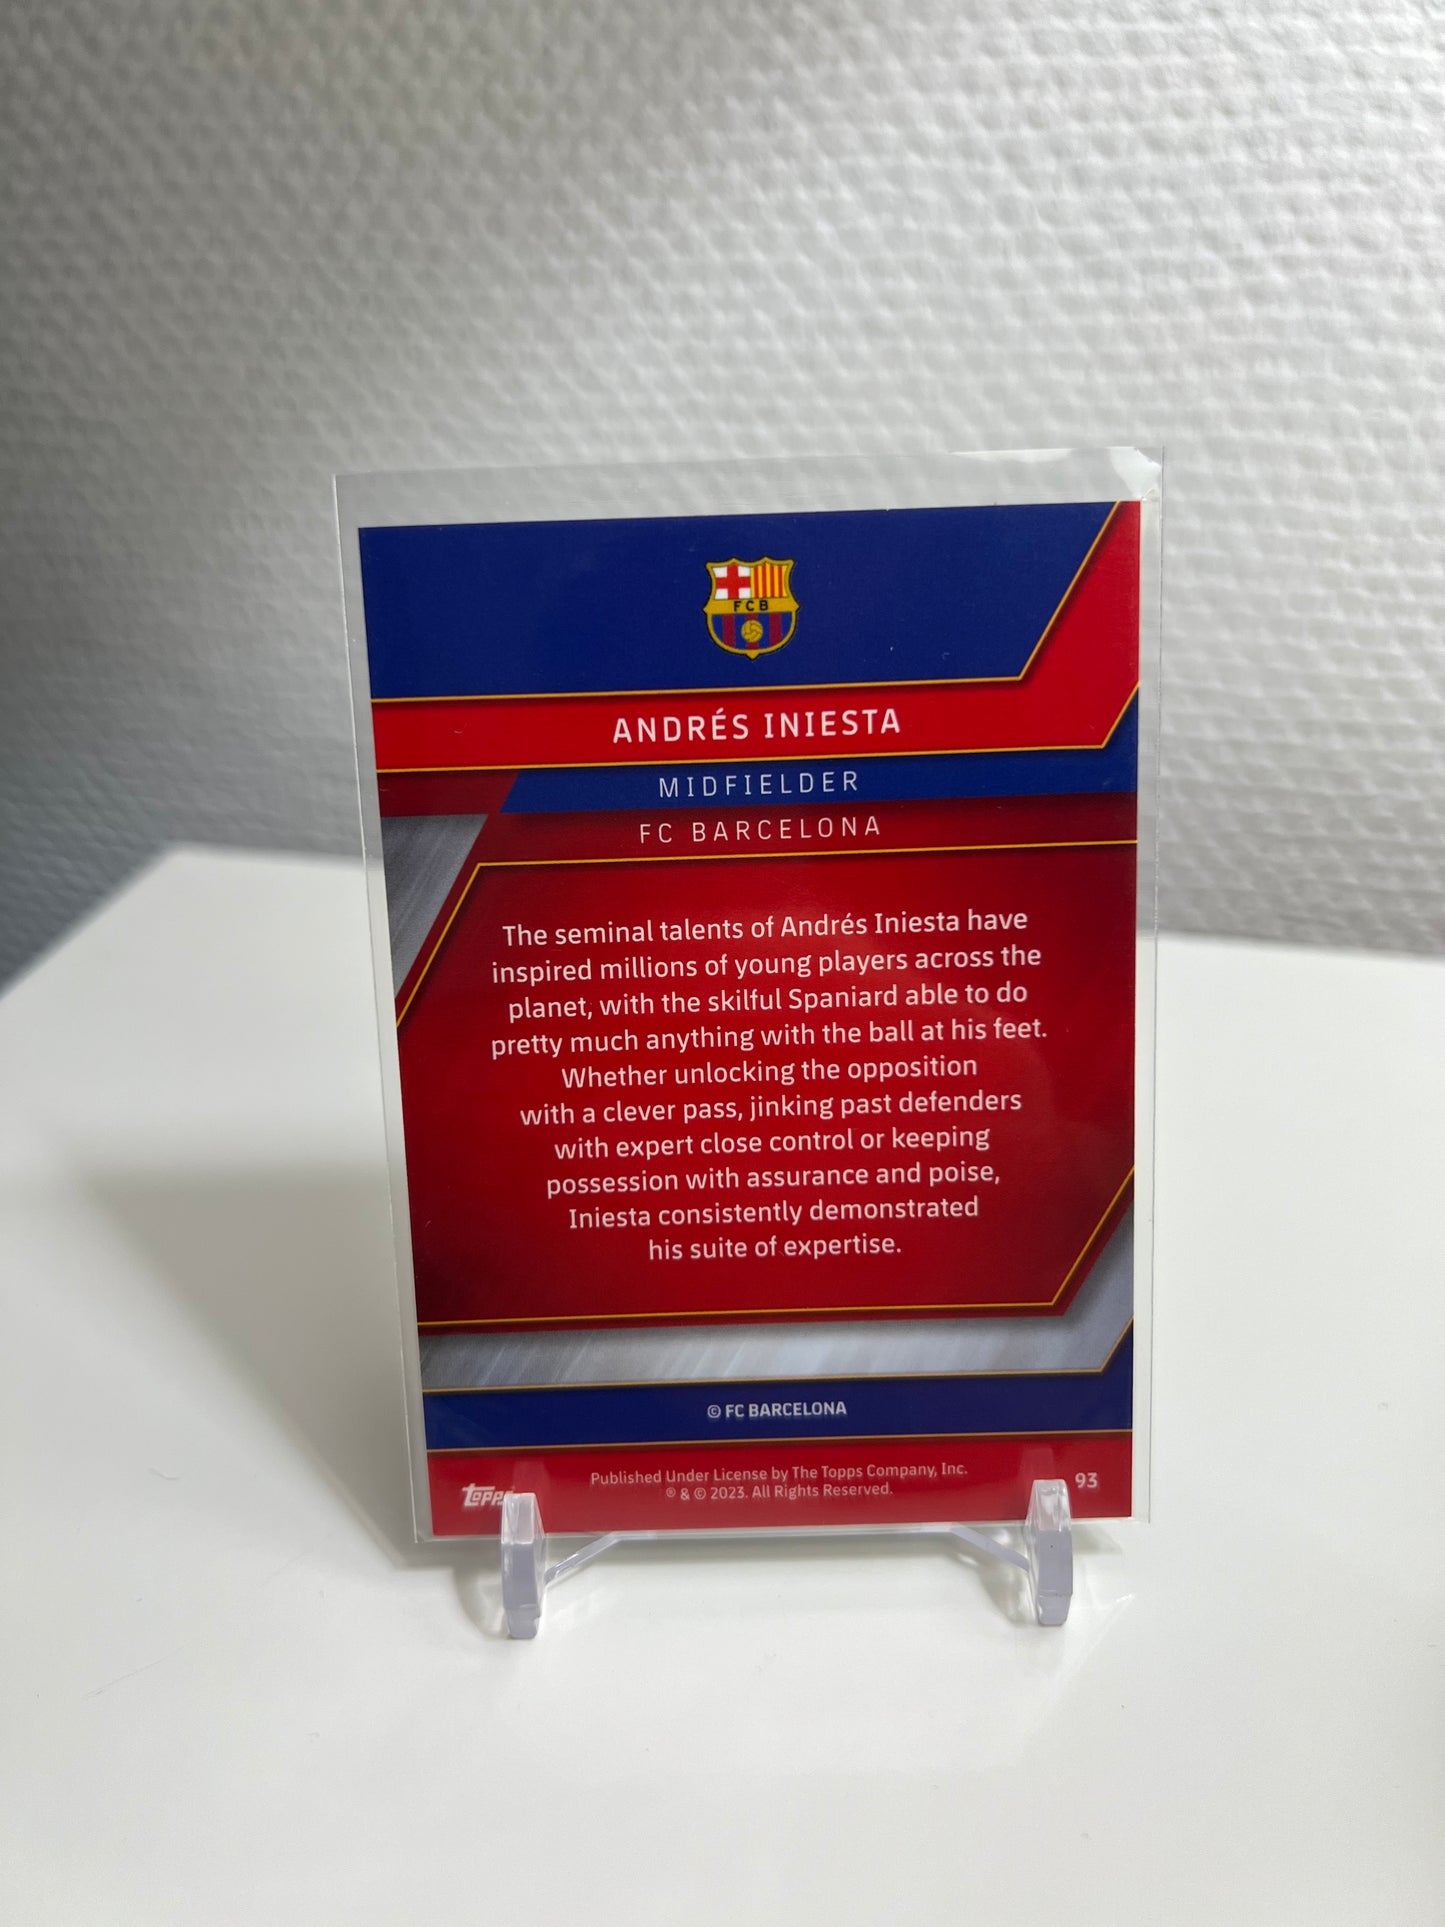 FCB
ANDRÉS INIESTA
MIDFIELDER
FC BARCELONA
The seminal talents of Andrés Iniesta have
inspired millions of young players across the
planet, with the skilful Spaniard able to do
pretty much anything with the ball at his feet.
Whether unlocking the opposition
with a clever pass, jinking past defenders
with expert close control or keeping
possession with assurance and poise,
Iniesta consistently demonstrated
his suite of expertise.
© FC BARCELONA
Published Under License by The Topps Company, Inc.
® & © 2023. All Rights Reserved.
topps
93